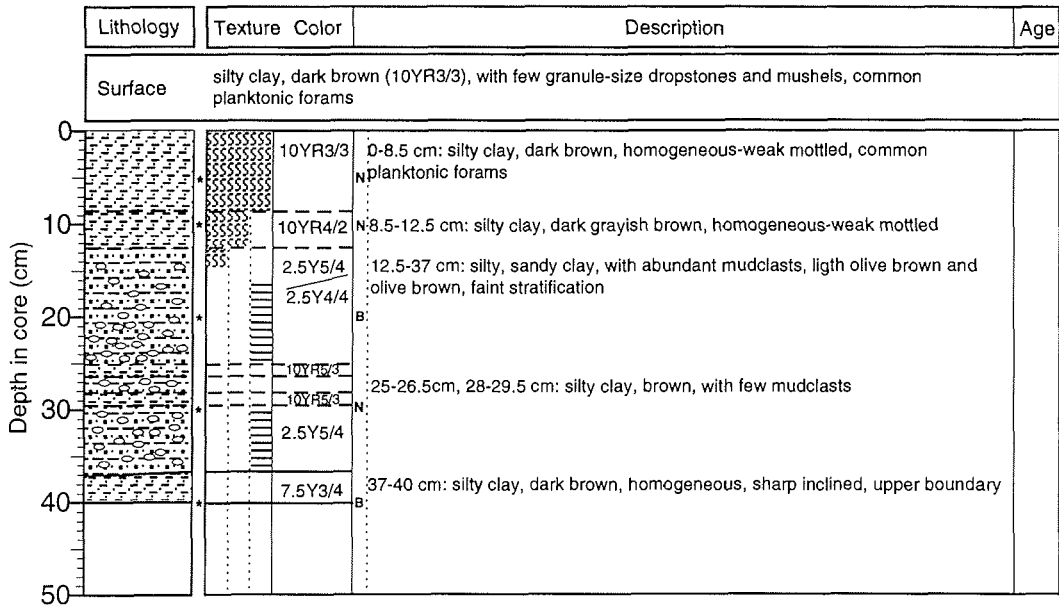 Lithology Texture Color Description Age
Surface
silty clay, dark brown (10YR3/3), with few granule-size dropstones and mushels, common
planktonic forams
Depth in core (cm)
0
10YR3/3 0-8.5 cm: silty clay, dark brown, homogeneous-weak mottled, common
* N planktonic forams
10 * 10YR4/2 N 8.5-12.5 cm: silty clay, dark grayish brown, homogeneous-weak mottled
2.5Y5/4 12.5-37 cm: silty, sandy clay, with abundant mudclasts, ligth olive brown and
2.5Y4/4 olive brown, faint stratification
20 * B
10YR5/3
25-26.5cm, 28-29.5 cm: silty clay, brown, with few mudclasts
10YR5/3
30 * N
2.5Y5/4
7.5Y3/4 37-40 cm: silty clay, dark brown, homogeneous, sharp inclined, upper boundary
40 * B
50